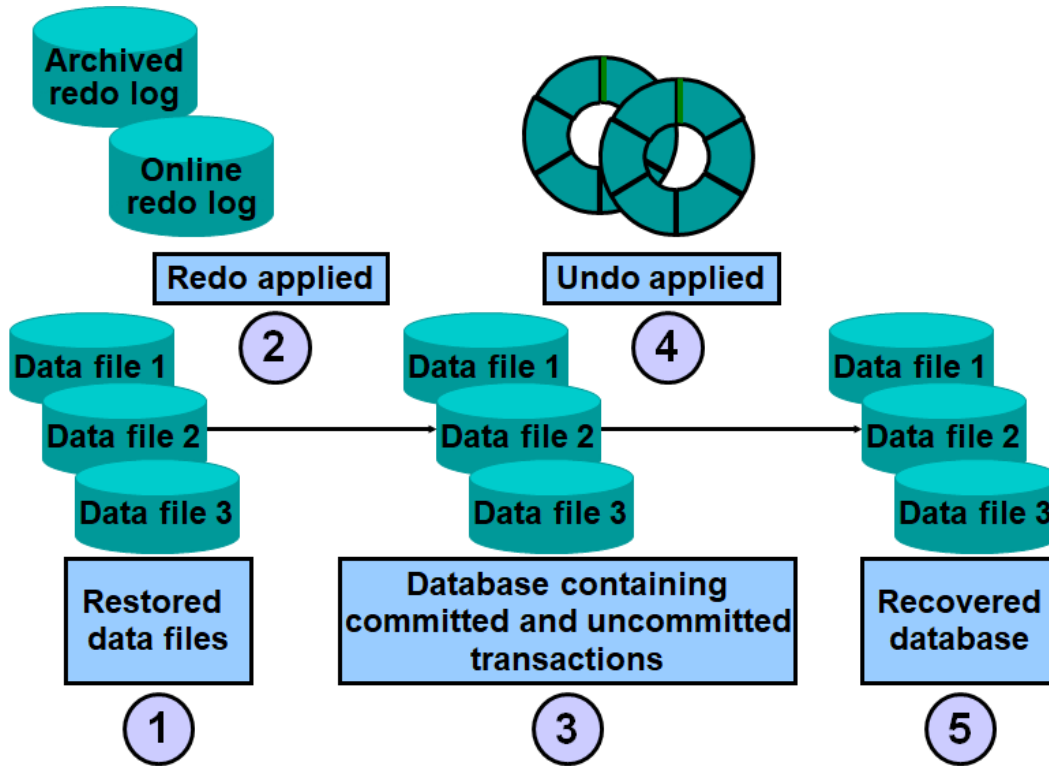 Archived
redo log
Online
redo log
Redo applied
Undo applied
2
4
Data file 1
Data file 2
Data file 3
Data file 1
Data file 2
Data file 3
Data file 1
Data file 2
Data file 3
Restored
data files
Database containing
committed and uncommitted
transactions
Recovered
database
1
3
5